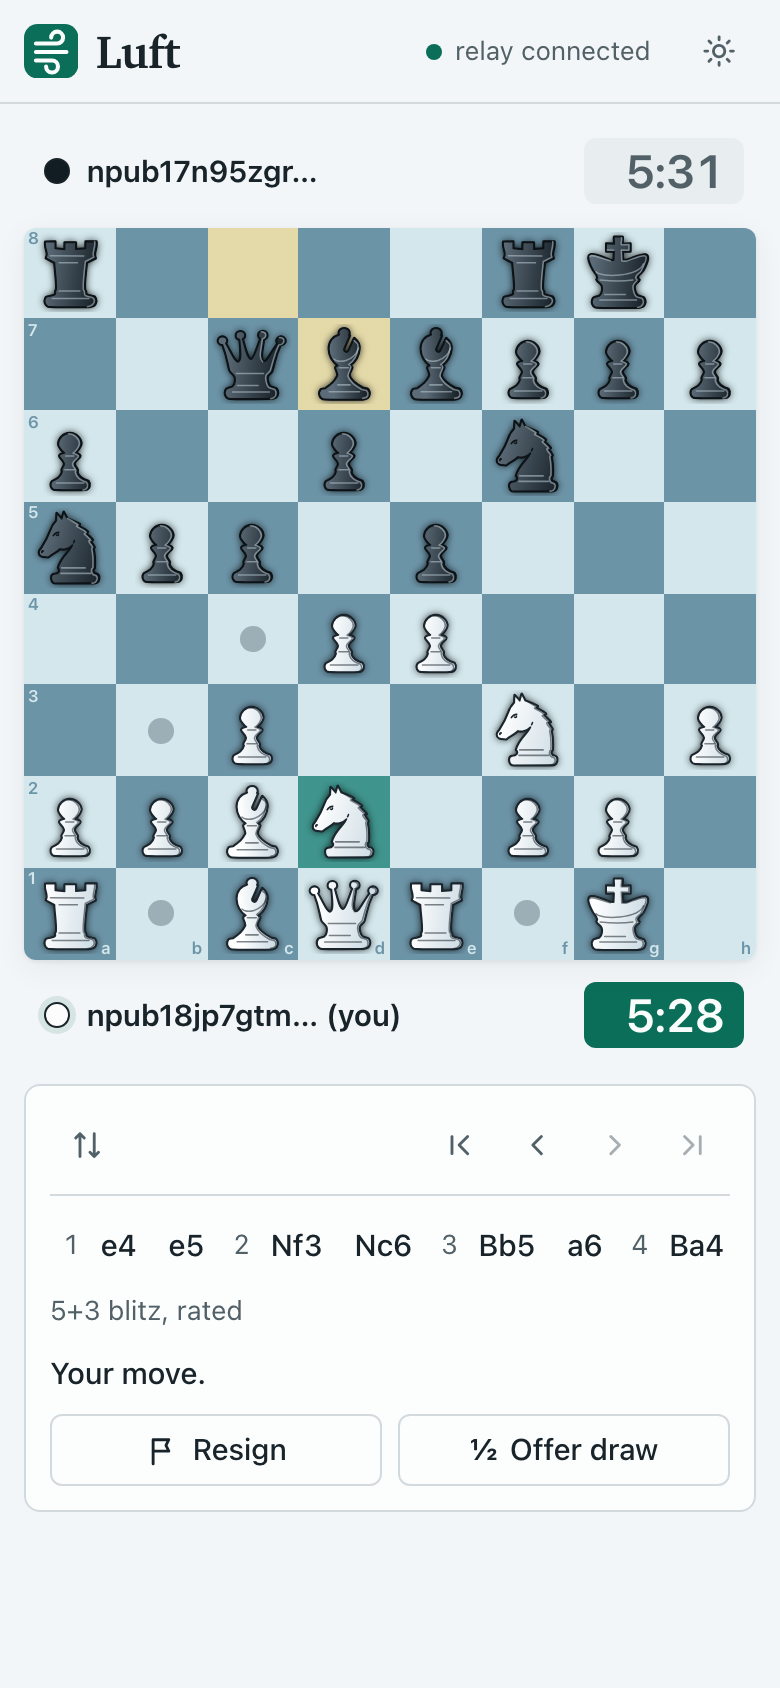 Luft
relay connected
npub17n95zgr...
5:31
8
7
6
5
4
3
2
1
a b c d e f g h
npub18jp7gtm... (you)
5:28
1 e4 e5 2 Nf3 Nc6 3 Bb5 a6 4 Ba4
5+3 blitz, rated
Your move.
Resign
½ Offer draw